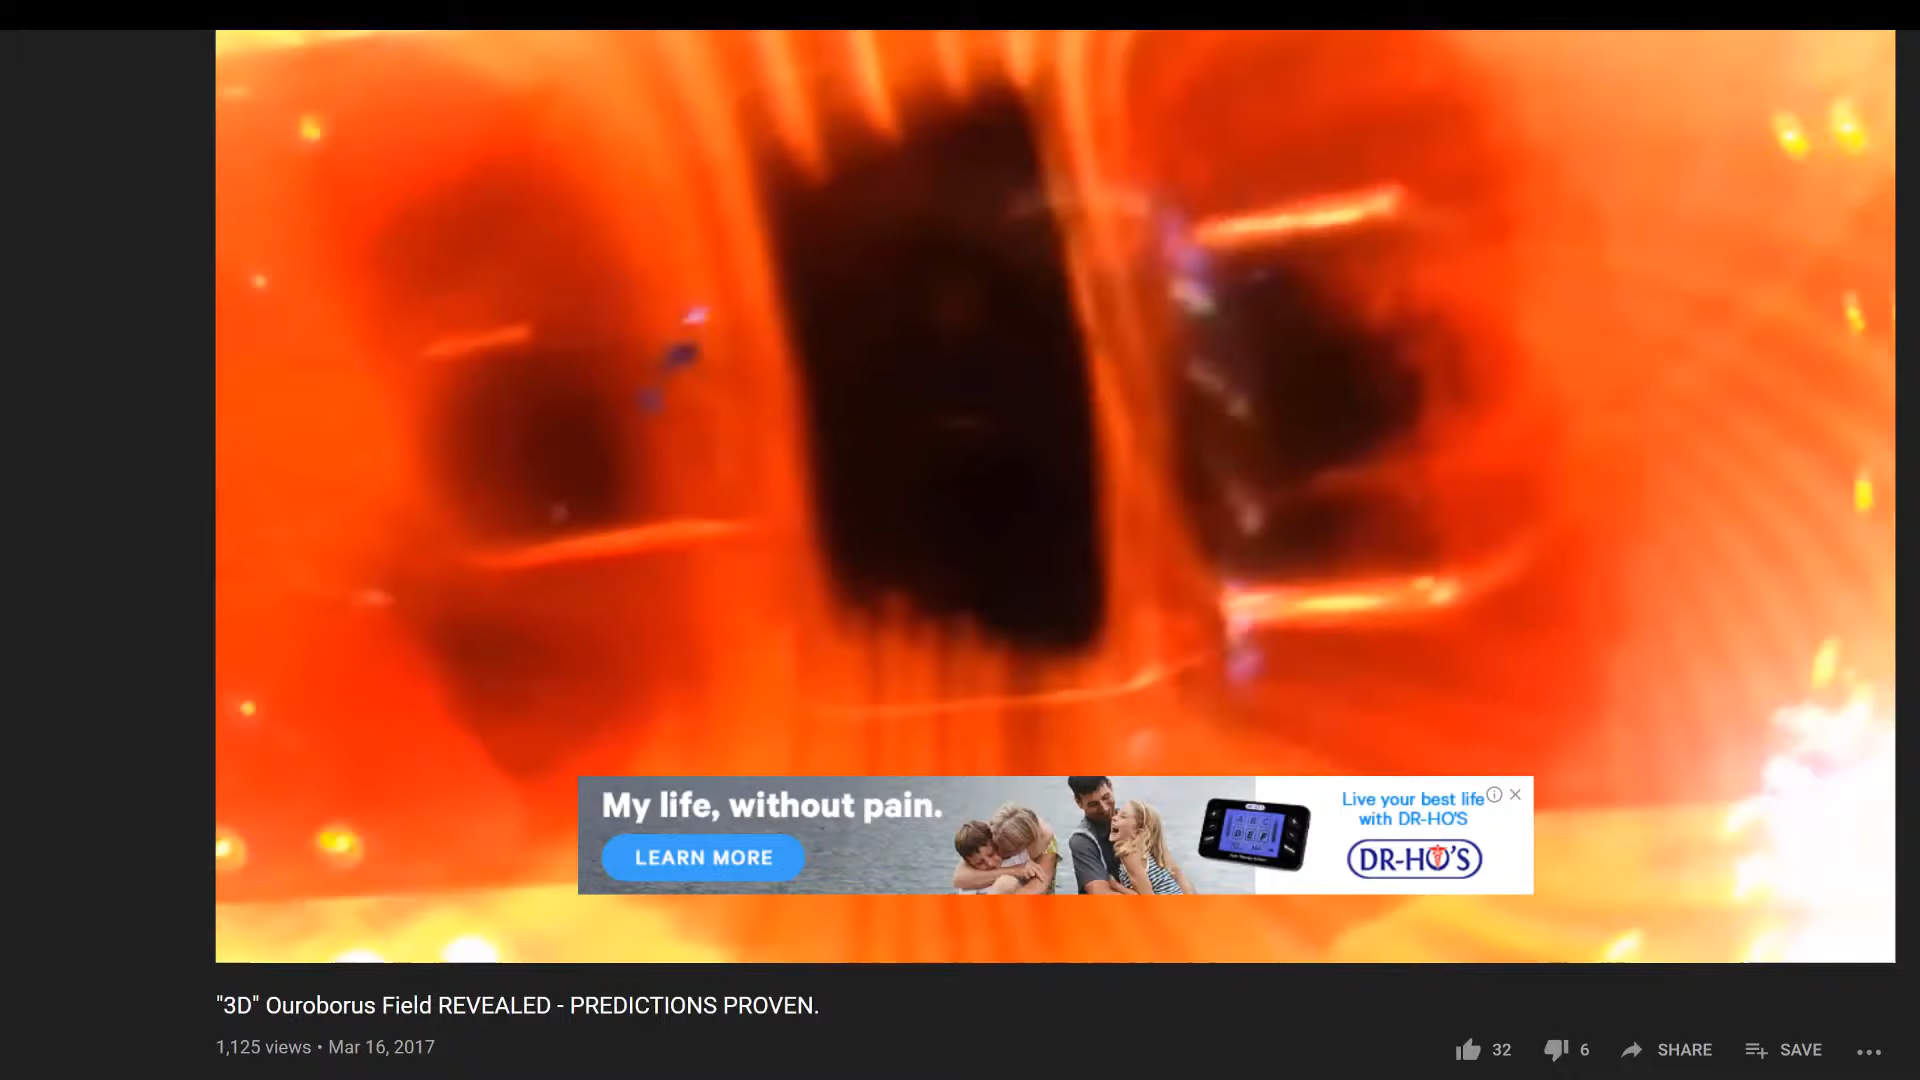 My life, without pain.
LEARN MORE
A B C
D E F
Live your best life
with DR-HO'S
DR-HO'S
"3D" Ouroborus Field REVEALED - PREDICTIONS PROVEN.
1,125 views • Mar 16, 2017
32
6
SHARE
SAVE